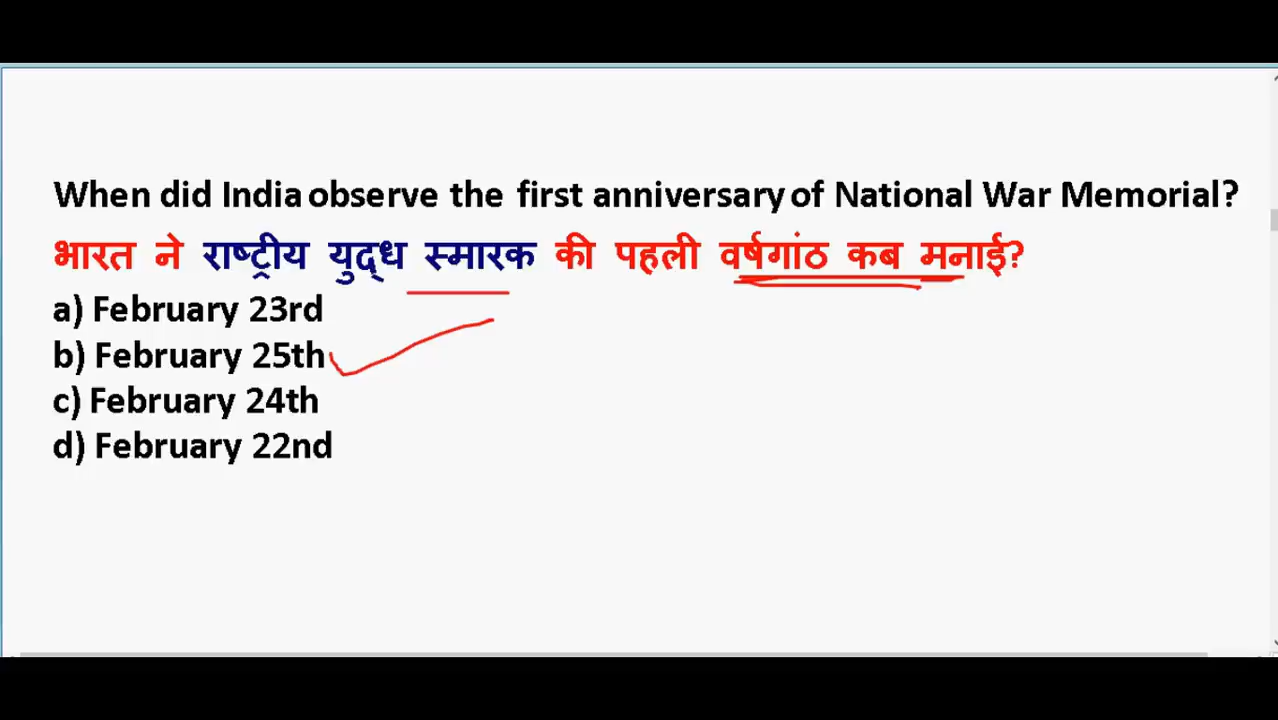 When did India observe the first anniversary of National War Memorial?
भारत ने राष्ट्रीय युद्ध स्मारक की पहली वर्षगांठ कब मनाई?
a) February 23rd
b) February 25th
c) February 24th
d) February 22nd